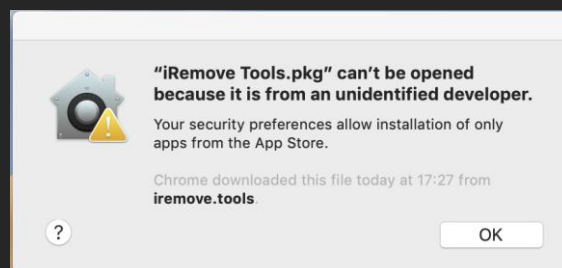 “iRemove Tools.pkg” can’t be opened
because it is from an unidentified developer.
Your security preferences allow installation of only
apps from the App Store.
Chrome downloaded this file today at 17:27 from
iremove.tools.
?
OK